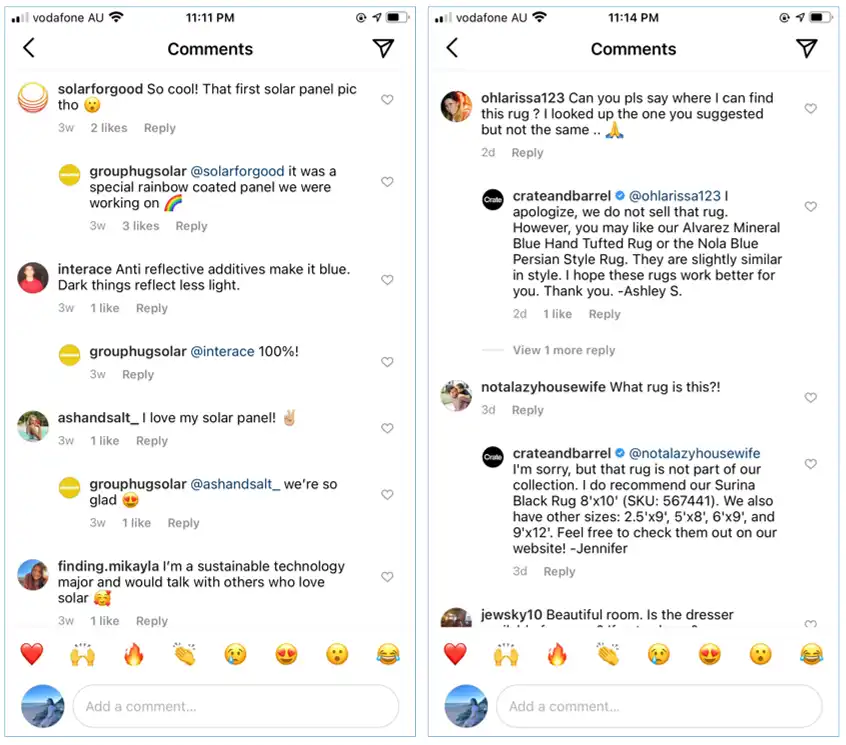 vodafone AU
11:11 PM
Comments
solarforgood So cool! That first solar panel pic
tho 😮
3w 2 likes Reply
grouphugsolar @solarforgood it was a
special rainbow coated panel we were
working on 🌈
3w 3 likes Reply
interace Anti reflective additives make it blue.
Dark things reflect less light.
3w 1 like Reply
grouphugsolar @interace 100%!
3w Reply
ashandsalt_ I love my solar panel! ✌🏼
3w 1 like Reply
grouphugsolar @ashandsalt_ we're so
glad 😍
3w 1 like Reply
finding.mikayla I'm a sustainable technology
major and would talk with others who love
solar 🥰
3w 1 like Reply
❤️ 🙌 🔥 👏 😢 😍 😮 😂
Add a comment...
vodafone AU
11:14 PM
Comments
ohlarissa123 Can you pls say where I can find
this rug ? I looked up the one you suggested
but not the same .. 🙏
2d Reply
Crate
crateandbarrel @ohlarissa123 I
apologize, we do not sell that rug.
However, you may like our Alvarez Mineral
Blue Hand Tufted Rug or the Nola Blue
Persian Style Rug. They are slightly similar
in style. I hope these rugs work better for
you. Thank you. -Ashley S.
2d 1 like Reply
View 1 more reply
notalazyhousewife What rug is this?!
3d Reply
Crate
crateandbarrel @notalazyhousewife
I'm sorry, but that rug is not part of our
collection. I do recommend our Surina
Black Rug 8'x10' (SKU: 567441). We also
have other sizes: 2.5'x9', 5'x8', 6'x9', and
9'x12'. Feel free to check them out on our
website! -Jennifer
3d Reply
jewsky10 Beautiful room. Is the dresser
❤️ 🙌 🔥 👏 😢 😍 😮 😂
Add a comment...